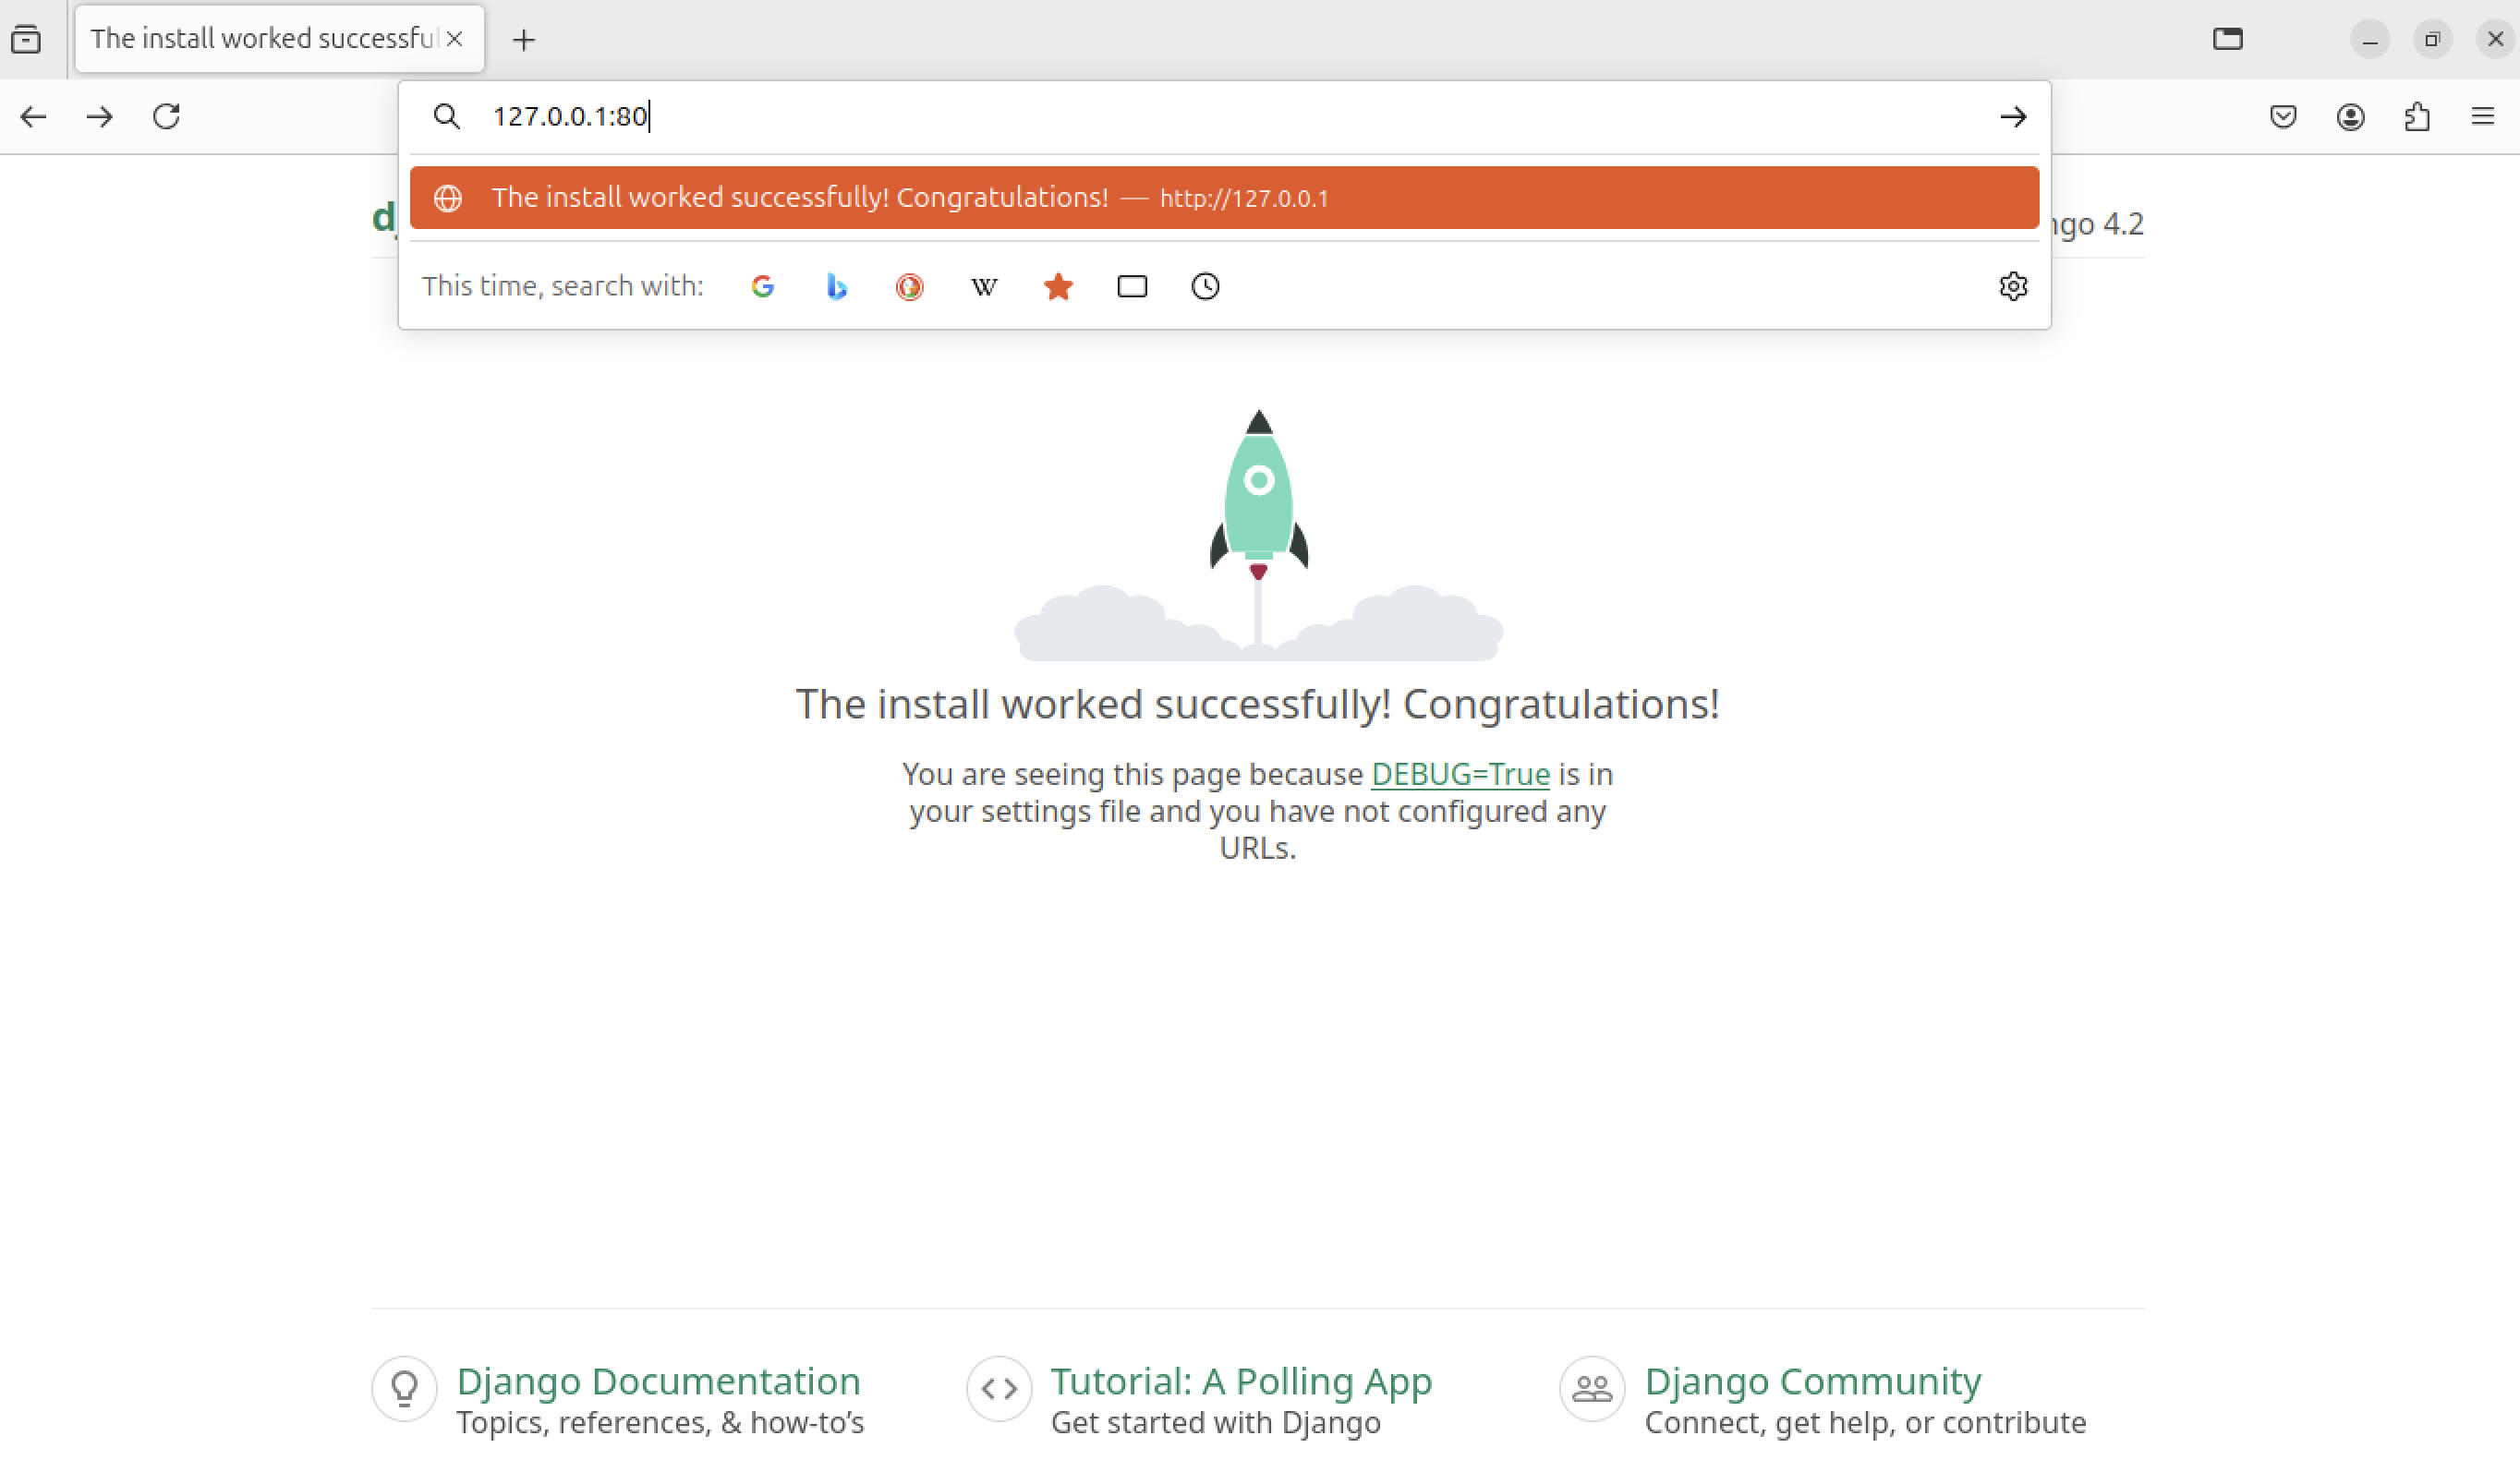 The install worked successful
127.0.0.1:80
The install worked successfully! Congratulations! — http://127.0.0.1
ngo 4.2
This time, search with:
The install worked successfully! Congratulations!
You are seeing this page because DEBUG=True is in
your settings file and you have not configured any
URLs.
Django Documentation
Topics, references, & how-to’s
Tutorial: A Polling App
Get started with Django
Django Community
Connect, get help, or contribute